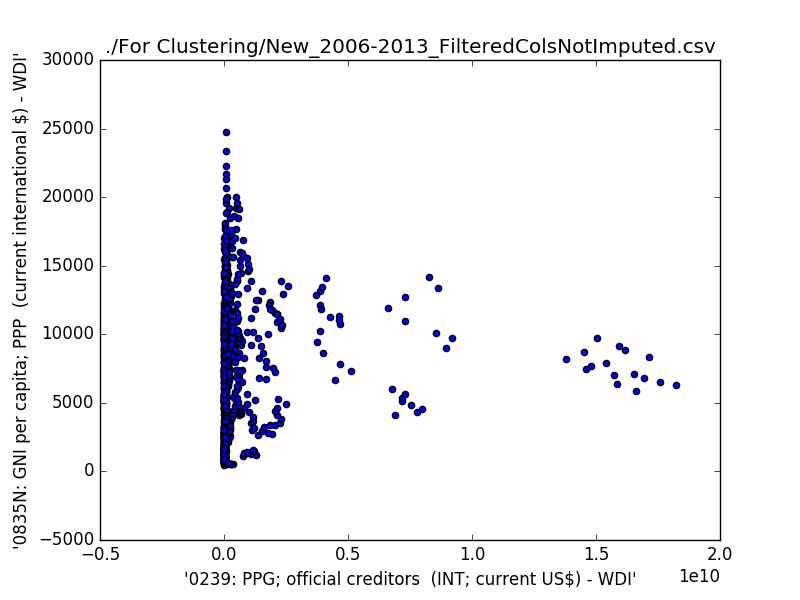 ./For Clustering/New_2006-2013_FilteredColsNotImputed.csv
30000
25000
20000
15000
10000
5000
0
−5000
'0835N: GNI per capita; PPP  (current international $) - WDI'
−0.5 0.0 0.5 1.0 1.5 2.0
1e10
'0239: PPG; official creditors  (INT; current US$) - WDI'